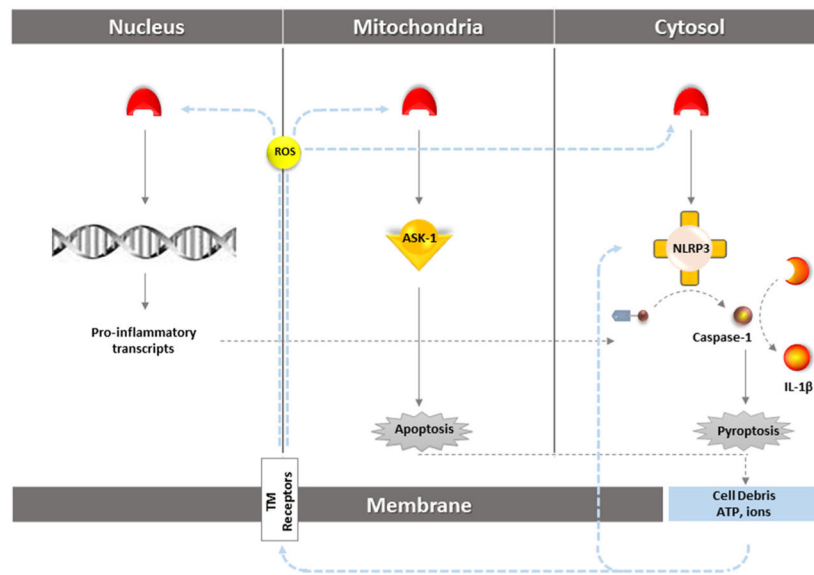 Nucleus
Mitochondria
Cytosol
ROS
ASK-1
NLRP3
Pro-inflammatory
transcripts
Caspase-1
IL-1β
Apoptosis
Pyroptosis
TM
Receptors
Membrane
Cell Debris
ATP, ions